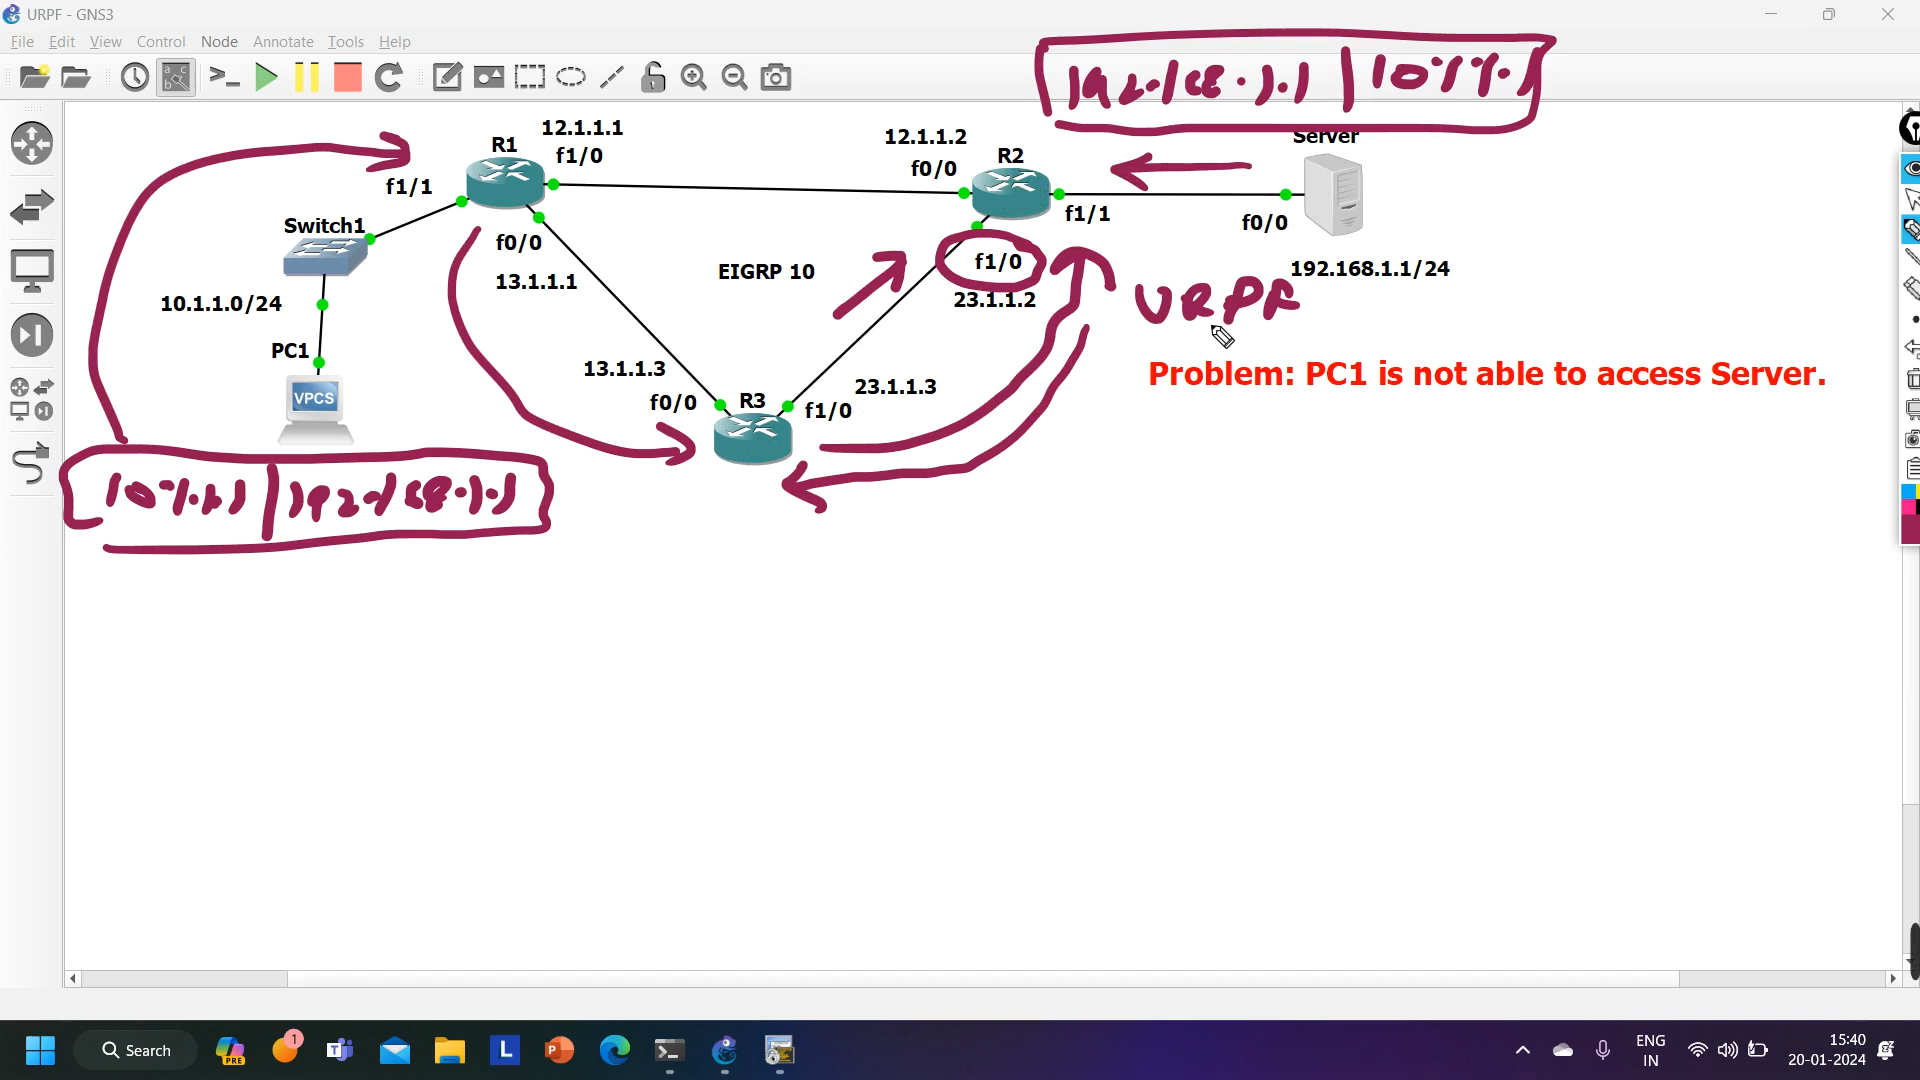 URPF - GNS3
File Edit View Control Node Annotate Tools Help
192.168.1.1 | 10.1.1.1
12.1.1.1
R1
f1/0
f1/1
12.1.1.2
f0/0
R2
f1/1
Server
f0/0
192.168.1.1/24
Switch1
f0/0
13.1.1.1
EIGRP 10
f1/0
23.1.1.2
URPF
10.1.1.0/24
PC1
VPCS
13.1.1.3
f0/0
R3
23.1.1.3
f1/0
Problem: PC1 is not able to access Server.
10.1.1.1 | 192.168.1.1
Search
PRE
1
L
P
ENG
IN
15:40
20-01-2024